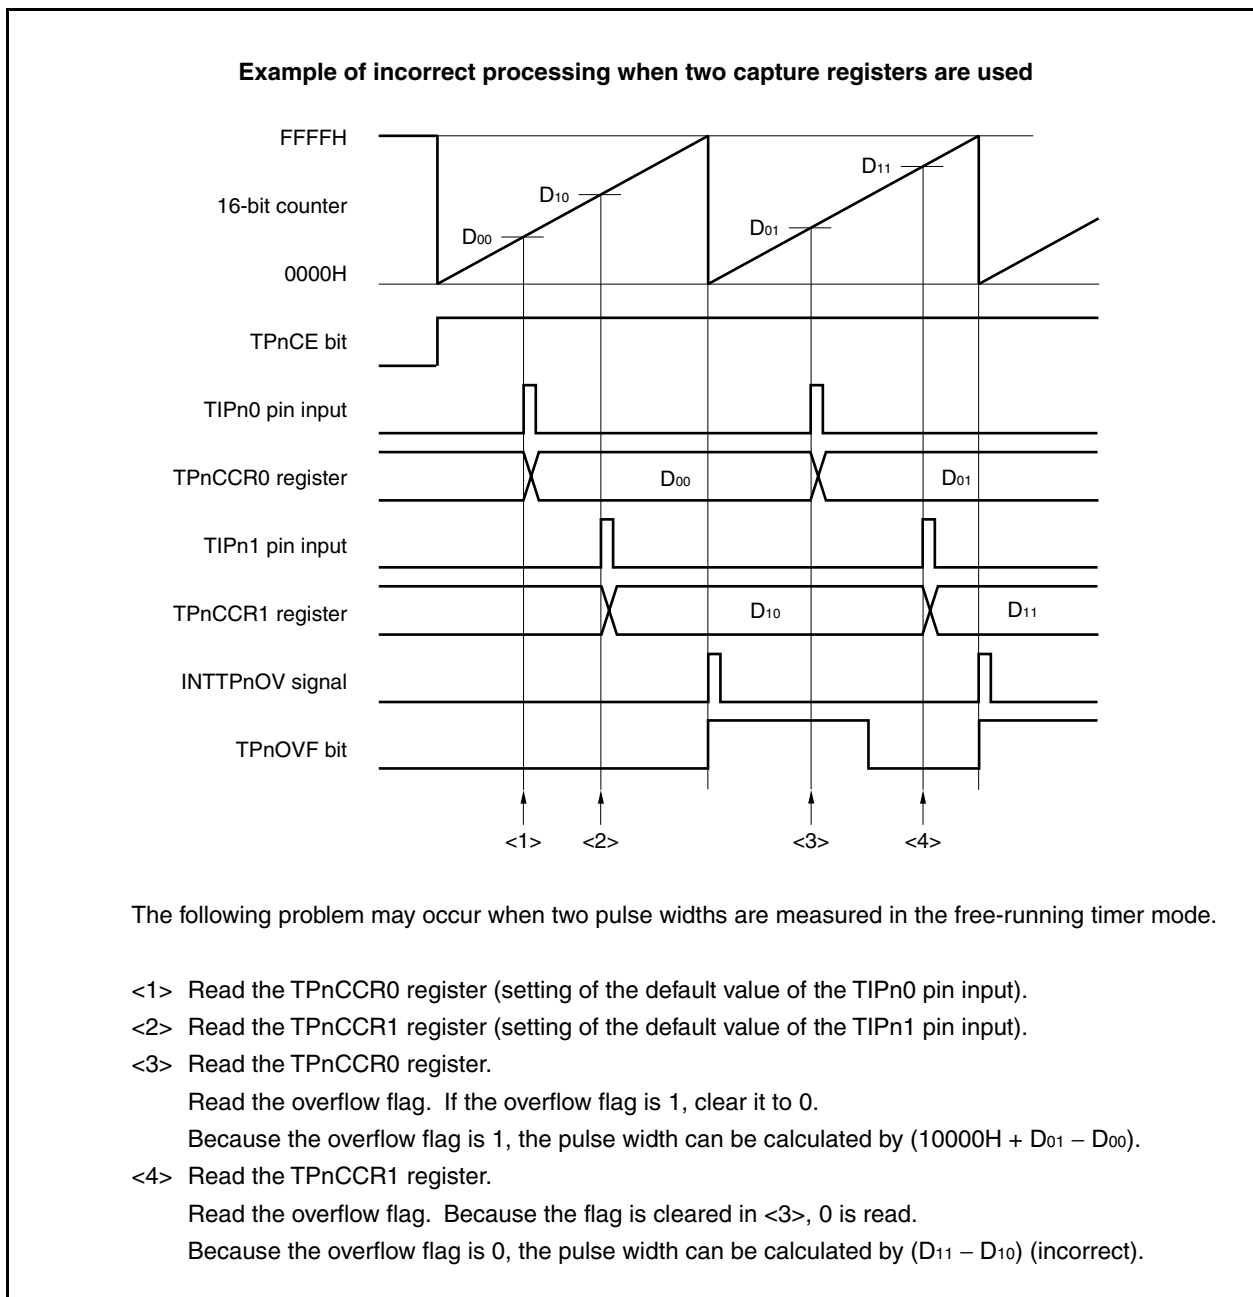 Example of incorrect processing when two capture registers are used
FFFFH
D10
D11
16-bit counter
D00
D01
0000H
TPnCE bit
TIPn0 pin input
TPnCCR0 register
D00
D01
TIPn1 pin input
TPnCCR1 register
D10
D11
INTTPnOV signal
TPnOVF bit
<1> <2> <3> <4>
The following problem may occur when two pulse widths are measured in the free-running timer mode.
<1> Read the TPnCCR0 register (setting of the default value of the TIPn0 pin input).
<2> Read the TPnCCR1 register (setting of the default value of the TIPn1 pin input).
<3> Read the TPnCCR0 register.
Read the overflow flag. If the overflow flag is 1, clear it to 0.
Because the overflow flag is 1, the pulse width can be calculated by (10000H + D01 − D00).
<4> Read the TPnCCR1 register.
Read the overflow flag. Because the flag is cleared in <3>, 0 is read.
Because the overflow flag is 0, the pulse width can be calculated by (D11 − D10) (incorrect).